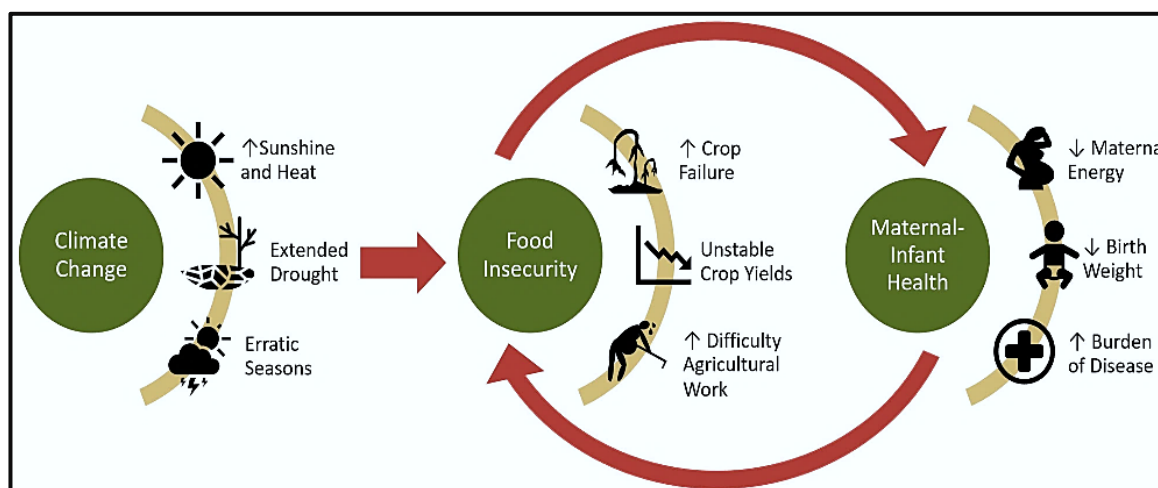 Climate
Change
↑Sunshine
and Heat
Extended
Drought
Erratic
Seasons
Food
Insecurity
↑ Crop
Failure
Unstable
Crop Yields
↑ Difficulty
Agricultural
Work
Maternal-
Infant
Health
↓ Maternal
Energy
↓ Birth
Weight
↑ Burden
of Disease